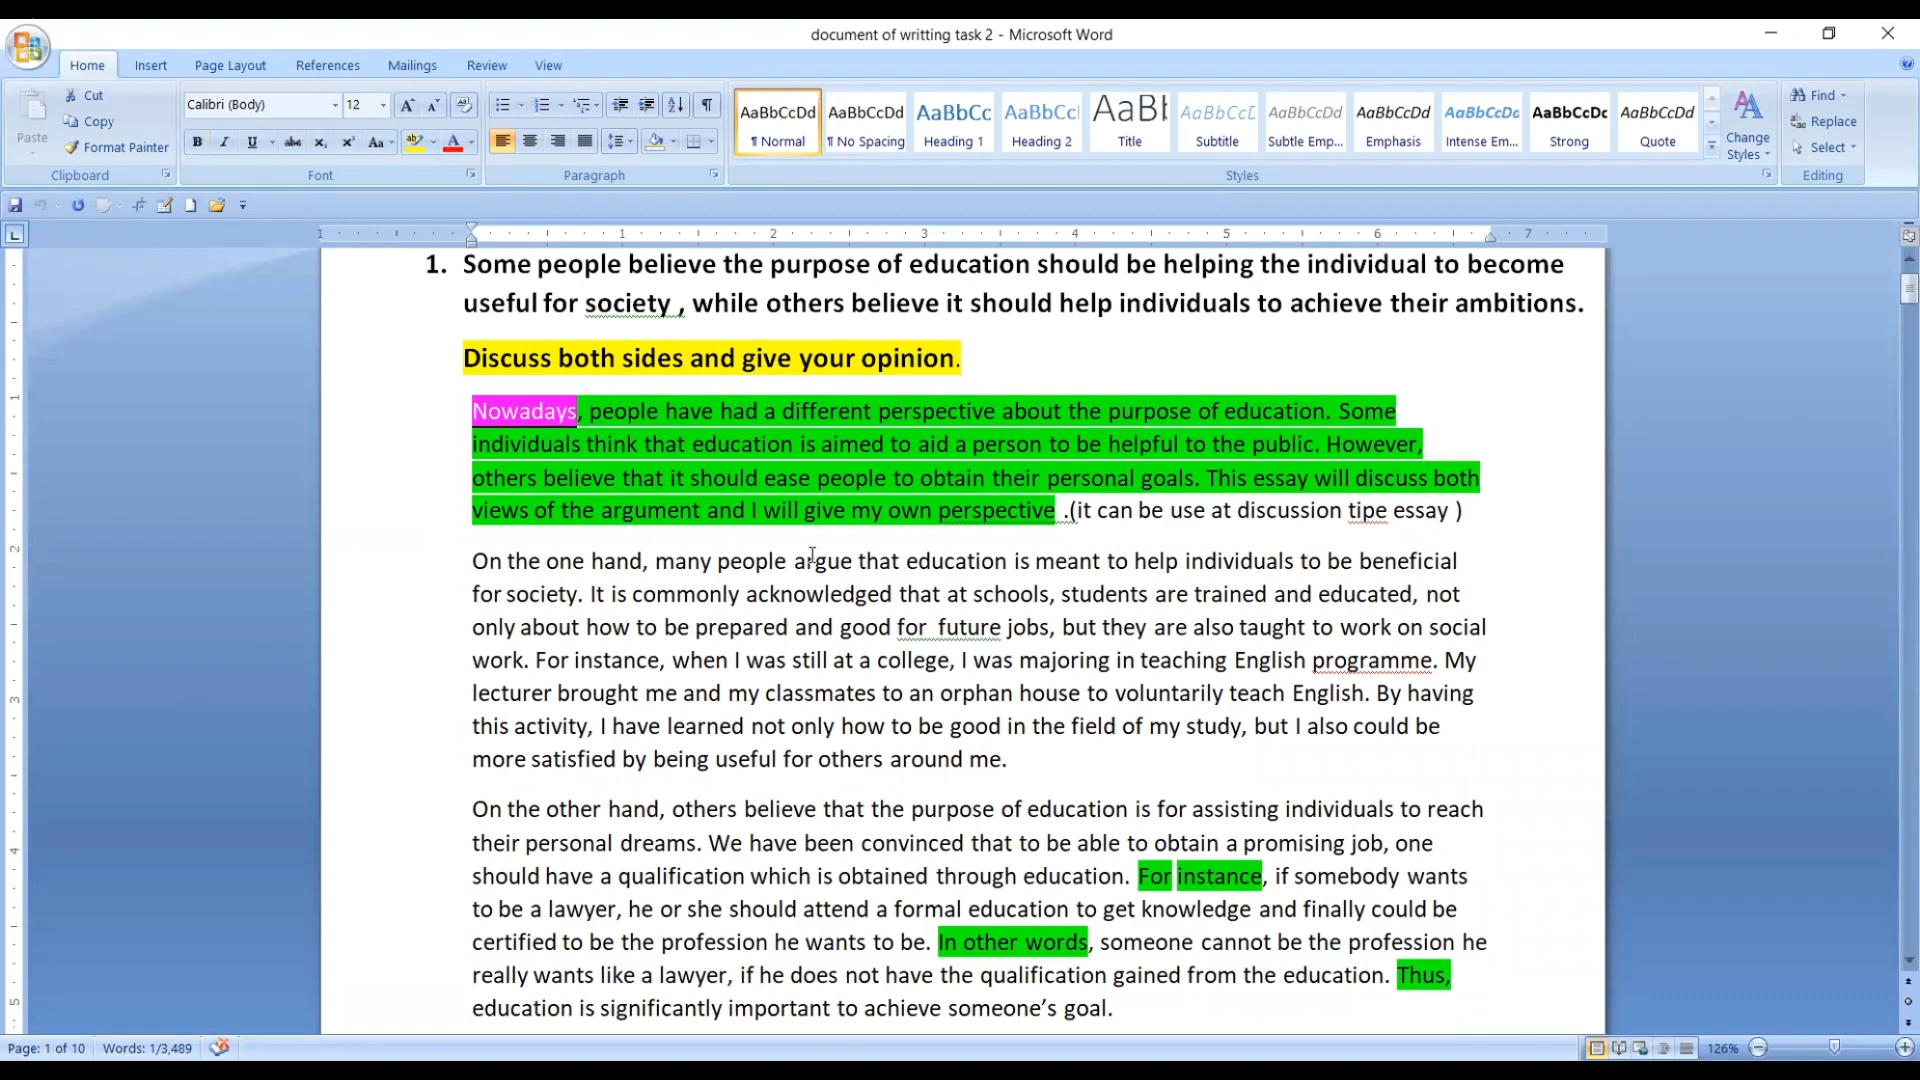 document of writting task 2 - Microsoft Word
Home Insert Page Layout References Mailings Review View
Paste
Cut
Copy
Format Painter
Clipboard
Calibri (Body) 12
Font
Paragraph
AaBbCcDd ¶ Normal
AaBbCcDd ¶ No Spacing
AaBbCc Heading 1
AaBbCc Heading 2
AaBb Title
AaBbCc Subtitle
AaBbCcDd Subtle Emp...
AaBbCcDd Emphasis
AaBbCcDd Intense Em...
AaBbCcDc Strong
AaBbCcDd Quote
Change Styles
Styles
Find
Replace
Select
Editing
1 1 2 3 4 5 6 7
1. Some people believe the purpose of education should be helping the individual to become
useful for society , while others believe it should help individuals to achieve their ambitions.
Discuss both sides and give your opinion.
Nowadays, people have had a different perspective about the purpose of education. Some
individuals think that education is aimed to aid a person to be helpful to the public. However,
others believe that it should ease people to obtain their personal goals. This essay will discuss both
views of the argument and I will give my own perspective .(it can be use at discussion tipe essay )
On the one hand, many people argue that education is meant to help individuals to be beneficial
for society. It is commonly acknowledged that at schools, students are trained and educated, not
only about how to be prepared and good for  future jobs, but they are also taught to work on social
work. For instance, when I was still at a college, I was majoring in teaching English programme. My
lecturer brought me and my classmates to an orphan house to voluntarily teach English. By having
this activity, I have learned not only how to be good in the field of my study, but I also could be
more satisfied by being useful for others around me.
On the other hand, others believe that the purpose of education is for assisting individuals to reach
their personal dreams. We have been convinced that to be able to obtain a promising job, one
should have a qualification which is obtained through education. For instance, if somebody wants
to be a lawyer, he or she should attend a formal education to get knowledge and finally could be
certified to be the profession he wants to be. In other words, someone cannot be the profession he
really wants like a lawyer, if he does not have the qualification gained from the education. Thus,
education is significantly important to achieve someone’s goal.
Page: 1 of 10 Words: 1/3,489 126%